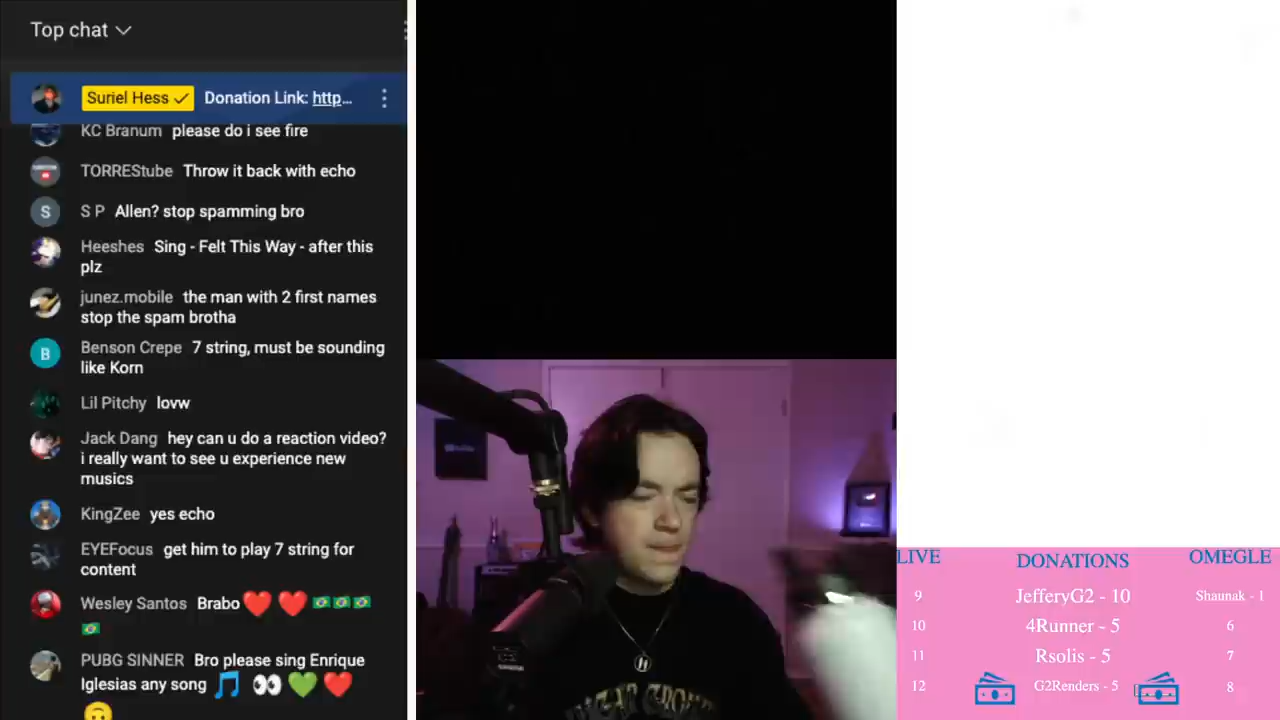 Top chat
Suriel Hess Donation Link: http...
KC Branum please do i see fire
TORREStube Throw it back with echo
S P Allen? stop spamming bro
Heeshes Sing - Felt This Way - after this
plz
junez.mobile the man with 2 first names
stop the spam brotha
Benson Crepe 7 string, must be sounding
like Korn
Lil Pitchy lovw
Jack Dang hey can u do a reaction video?
i really want to see u experience new
musics
KingZee yes echo
EYEFocus get him to play 7 string for
content
Wesley Santos Brabo❤️ ❤️ 🇧🇷🇧🇷🇧🇷
🇧🇷
PUBG SINNER Bro please sing Enrique
Iglesias any song 🎵 👀 💚 ❤️
🙃
LIVE DONATIONS OMEGLE
9 JefferyG2 - 10 Shaunak - 1
10 4Runner - 5 6
11 Rsolis - 5 7
12 G2Renders - 5 8